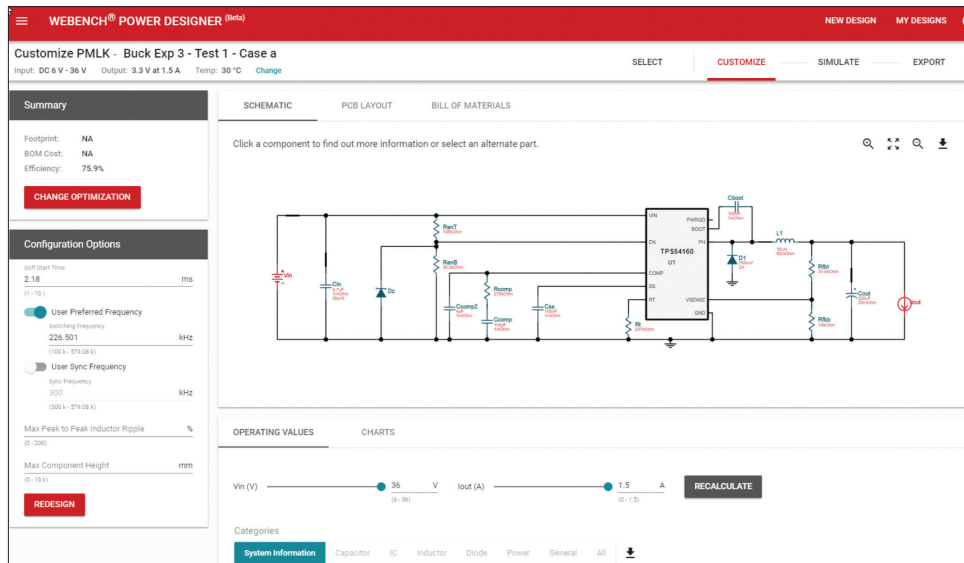 WEBENCH® POWER DESIGNER (Beta)
NEW DESIGN
MY DESIGNS
Customize PMLK - Buck Exp 3 - Test 1 - Case a
Input: DC 6 V - 36 V Output: 3.3 V at 1.5 A Temp: 30 °C Change
SELECT
CUSTOMIZE
SIMULATE
EXPORT
Summary
Footprint: NA
BOM Cost: NA
Efficiency: 75.9%
CHANGE OPTIMIZATION
Configuration Options
Soft Start Time
2.18 ms
(1 - 10 )
User Preferred Frequency
Switching Frequency
226.501 kHz
(100 k - 579.08 k)
User Sync Frequency
Sync Frequency
300 kHz
(300 k - 579.08 k)
Max Peak to Peak Inductor Ripple %
(0 - 200)
Max Component Height mm
(0 - 10 k)
REDESIGN
SCHEMATIC
PCB LAYOUT
BILL OF MATERIALS
Click a component to find out more information or select an alternate part.
Vin
Cin
1mOhm
Dz
RenT
RenB
Ccomp2
1mOhm
Rcomp
Ccomp
1mOhm
Css
1mOhm
Rt
VIN
EN
COMP
SS
RT
PWRGD
BOOT
PH
VSENSE
GND
TPS54160
U1
Cboot
1mOhm
D1
2A
L1
Rfbt
Rfbb
Cout
Iout
OPERATING VALUES
CHARTS
Vin (V) 36 V
(6 - 36)
Iout (A) 1.5 A
(0 - 1.5)
RECALCULATE
Categories
System Information
Capacitor
IC
Inductor
Diode
Power
General
All